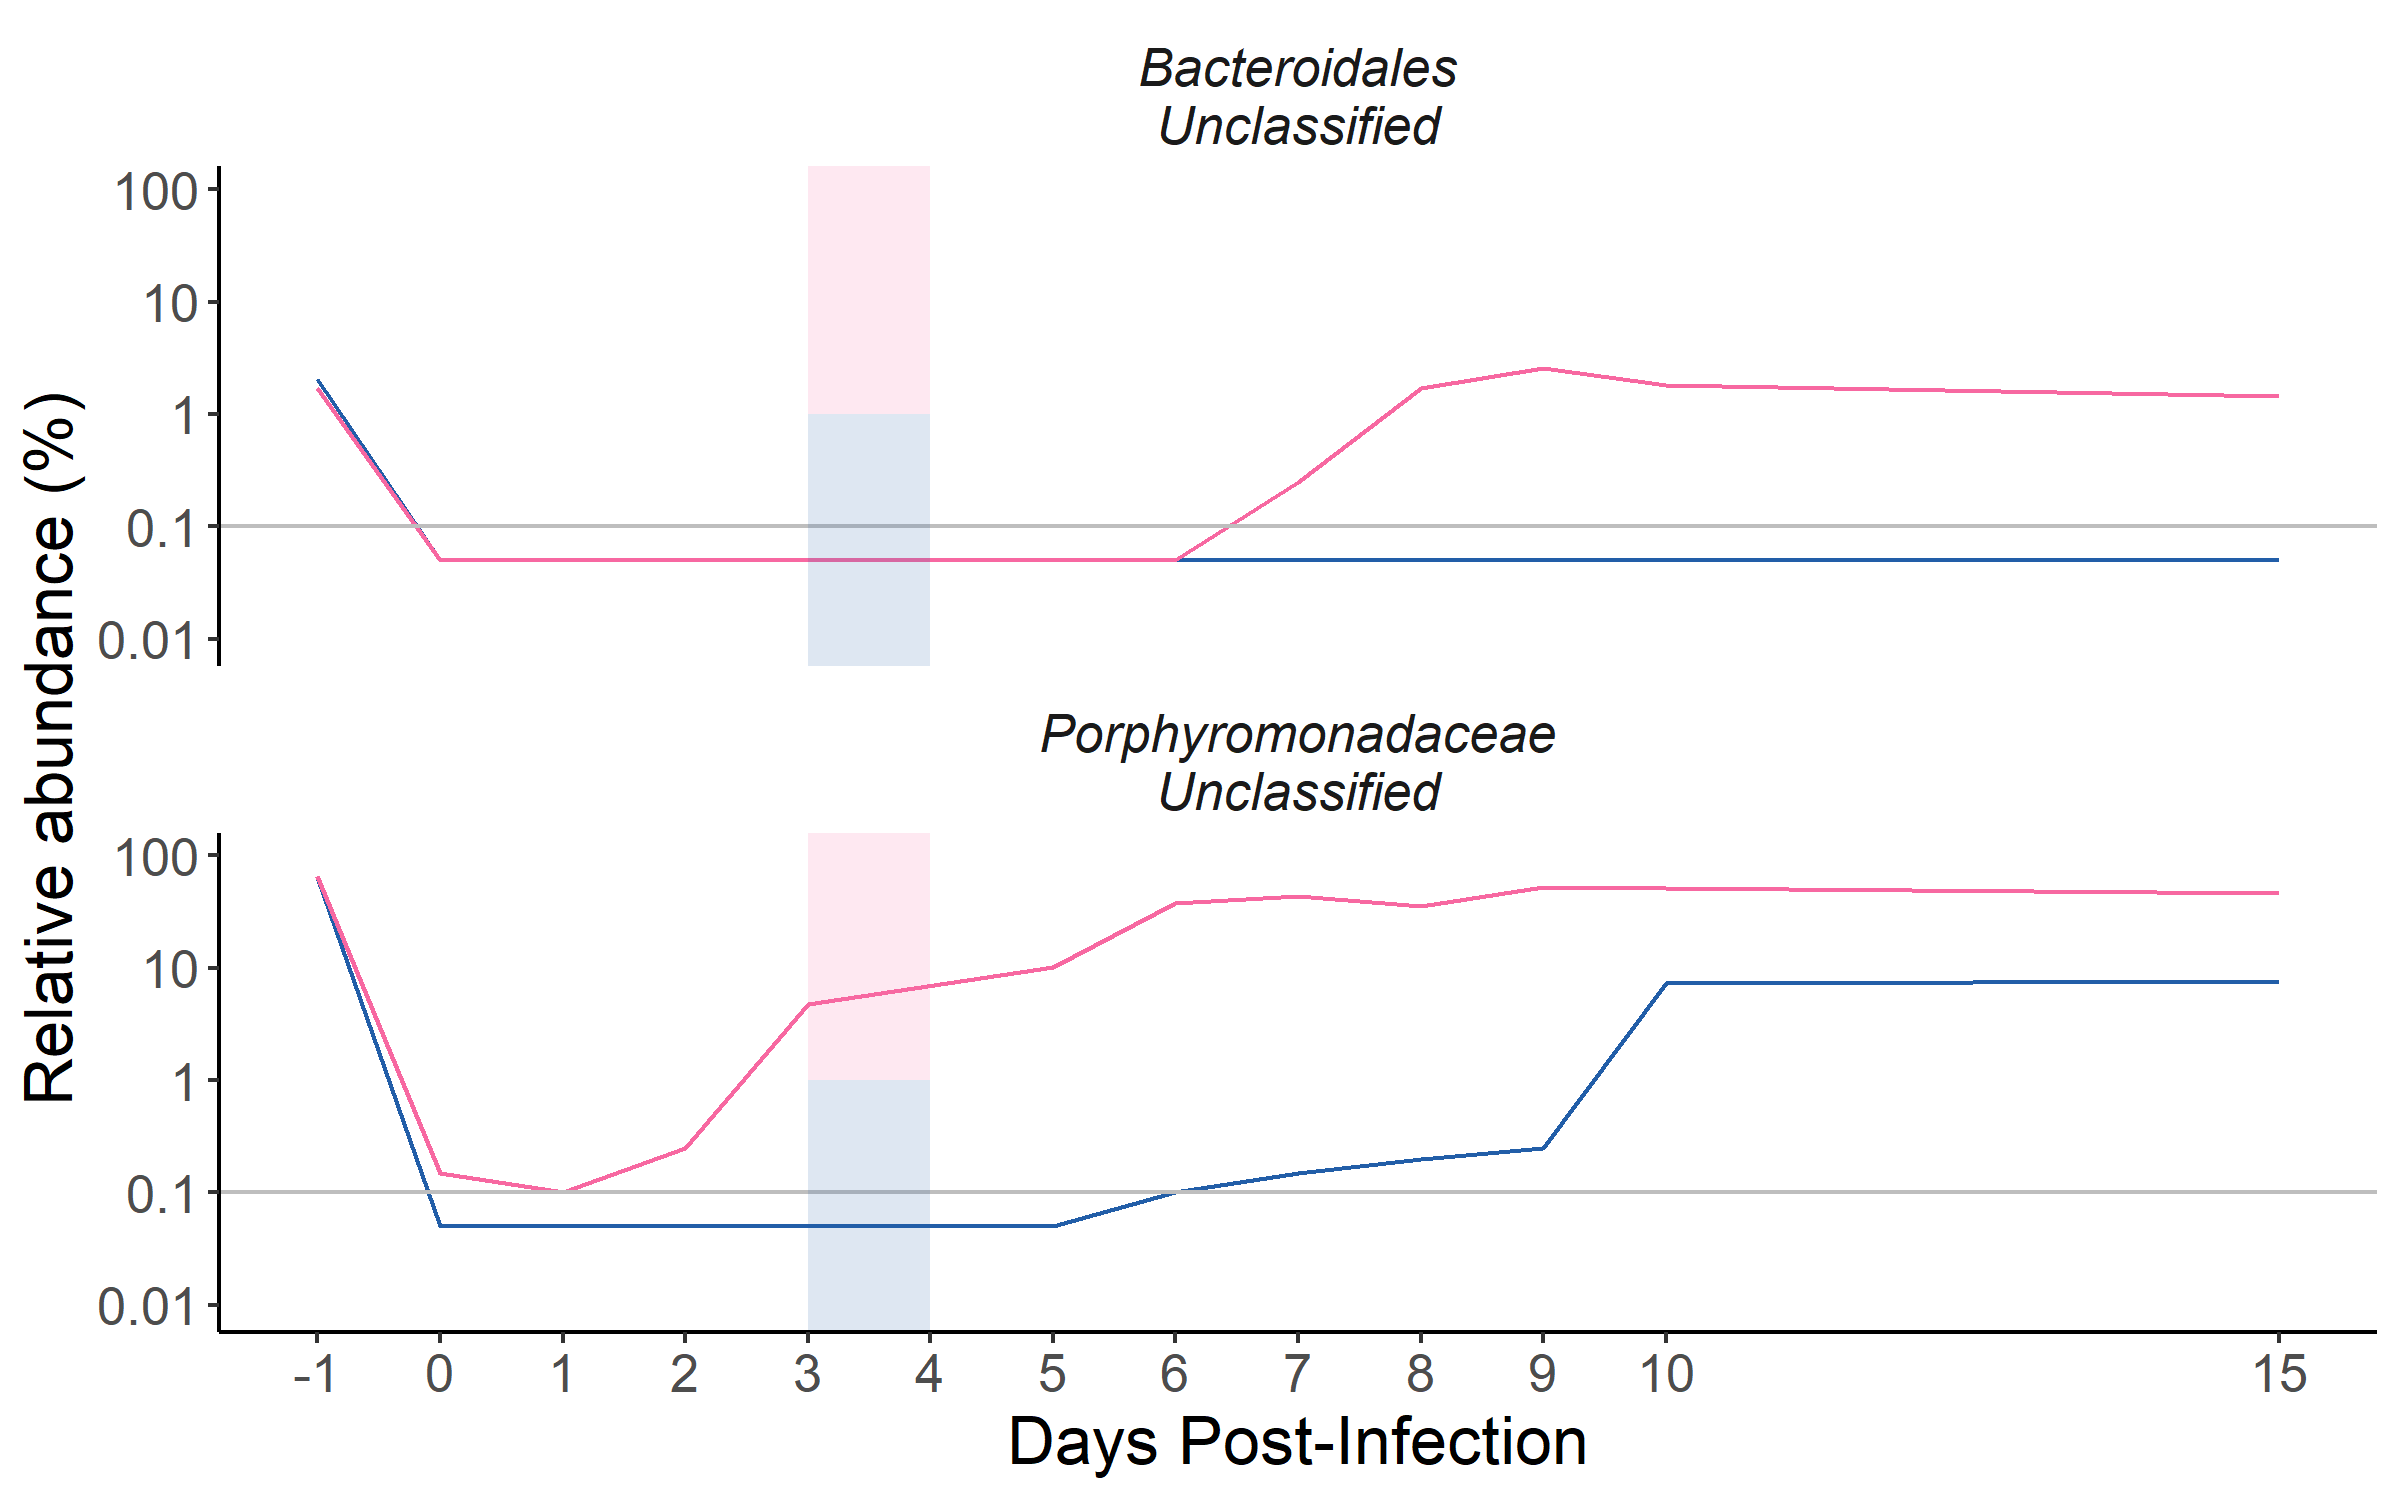 Bacteroidales
Unclassified
100
10
1
0.1
0.01
Relative abundance (%)
Porphyromonadaceae
Unclassified
100
10
1
0.1
0.01
-1 0 1 2 3 4 5 6 7 8 9 10 15
Days Post-Infection